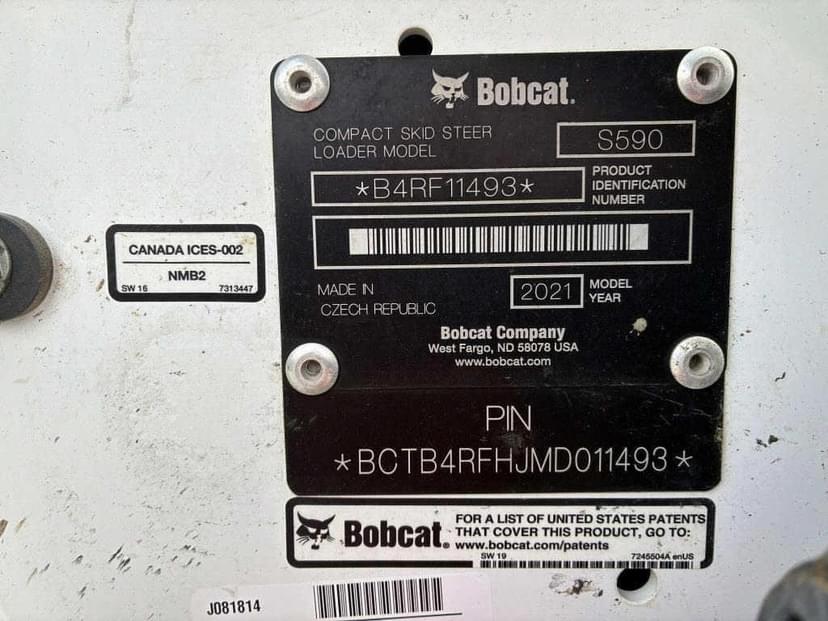 Bobcat.
COMPACT SKID STEER
LOADER MODEL
S590
*B4RF11493*
PRODUCT
IDENTIFICATION
NUMBER
MADE IN
CZECH REPUBLIC
2021
MODEL
YEAR
Bobcat Company
West Fargo, ND 58078 USA
www.bobcat.com
PIN
*BCTB4RFHJMD011493*
CANADA ICES-002
NMB2
SW 16 7313447
Bobcat.
FOR A LIST OF UNITED STATES PATENTS
THAT COVER THIS PRODUCT, GO TO:
www.bobcat.com/patents
SW 19 7245504A enUS
J081814